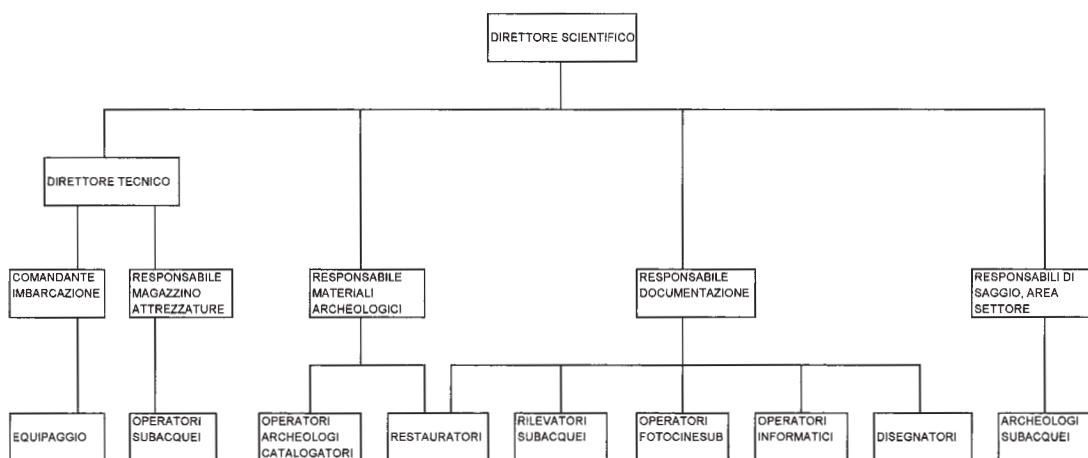 DIRETTORE SCIENTIFICO
DIRETTORE TECNICO
COMANDANTE
IMBARCAZIONE
RESPONSABILE
MAGAZZINO
ATTREZZATURE
RESPONSABILE
MATERIALI
ARCHEOLOGICI
RESPONSABILE
DOCUMENTAZIONE
RESPONSABILI DI
SAGGIO, AREA
SETTORE
EQUIPAGGIO
OPERATORI
SUBACQUEI
OPERATORI
ARCHEOLOGI
CATALOGATORI
RESTAURATORI
RILEVATORI
SUBACQUEI
OPERATORI
FOTOCINESUB
OPERATORI
INFORMATICI
DISEGNATORI
ARCHEOLOGI
SUBACQUEI